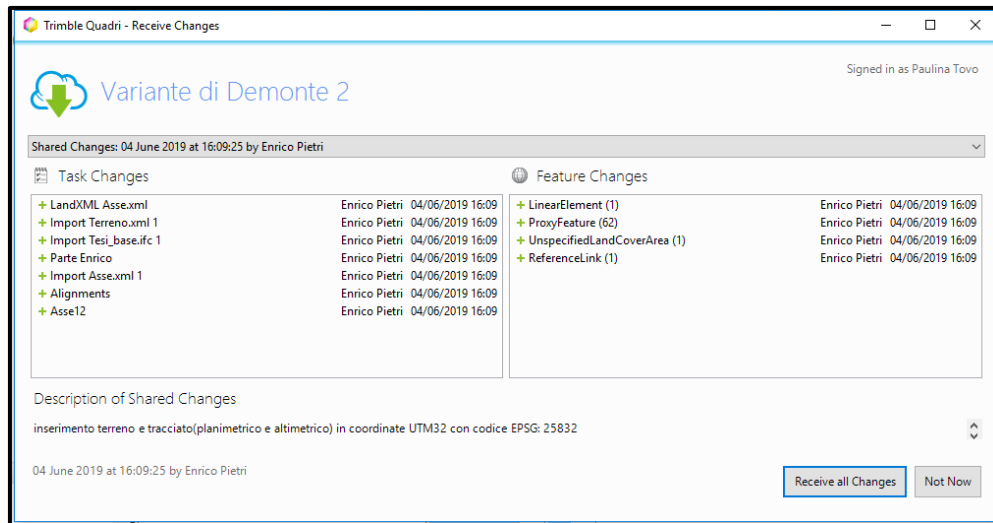 Trimble Quadri - Receive Changes
Signed in as Paulina Tovo
Variante di Demonte 2
Shared Changes: 04 June 2019 at 16:09:25 by Enrico Pietri
Task Changes
+ LandXML Asse.xml Enrico Pietri 04/06/2019 16:09
+ Import Terreno.xml 1 Enrico Pietri 04/06/2019 16:09
+ Import Tesi_base.ifc 1 Enrico Pietri 04/06/2019 16:09
+ Parte Enrico Enrico Pietri 04/06/2019 16:09
+ Import Asse.xml 1 Enrico Pietri 04/06/2019 16:09
+ Alignments Enrico Pietri 04/06/2019 16:09
+ Asse12 Enrico Pietri 04/06/2019 16:09
Feature Changes
+ LinearElement (1) Enrico Pietri 04/06/2019 16:09
+ ProxyFeature (62) Enrico Pietri 04/06/2019 16:09
+ UnspecifiedLandCoverArea (1) Enrico Pietri 04/06/2019 16:09
+ ReferenceLink (1) Enrico Pietri 04/06/2019 16:09
Description of Shared Changes
inserimento terreno e tracciato(planimetrico e altimetrico) in coordinate UTM32 con codice EPSG: 25832
04 June 2019 at 16:09:25 by Enrico Pietri
Receive all Changes
Not Now